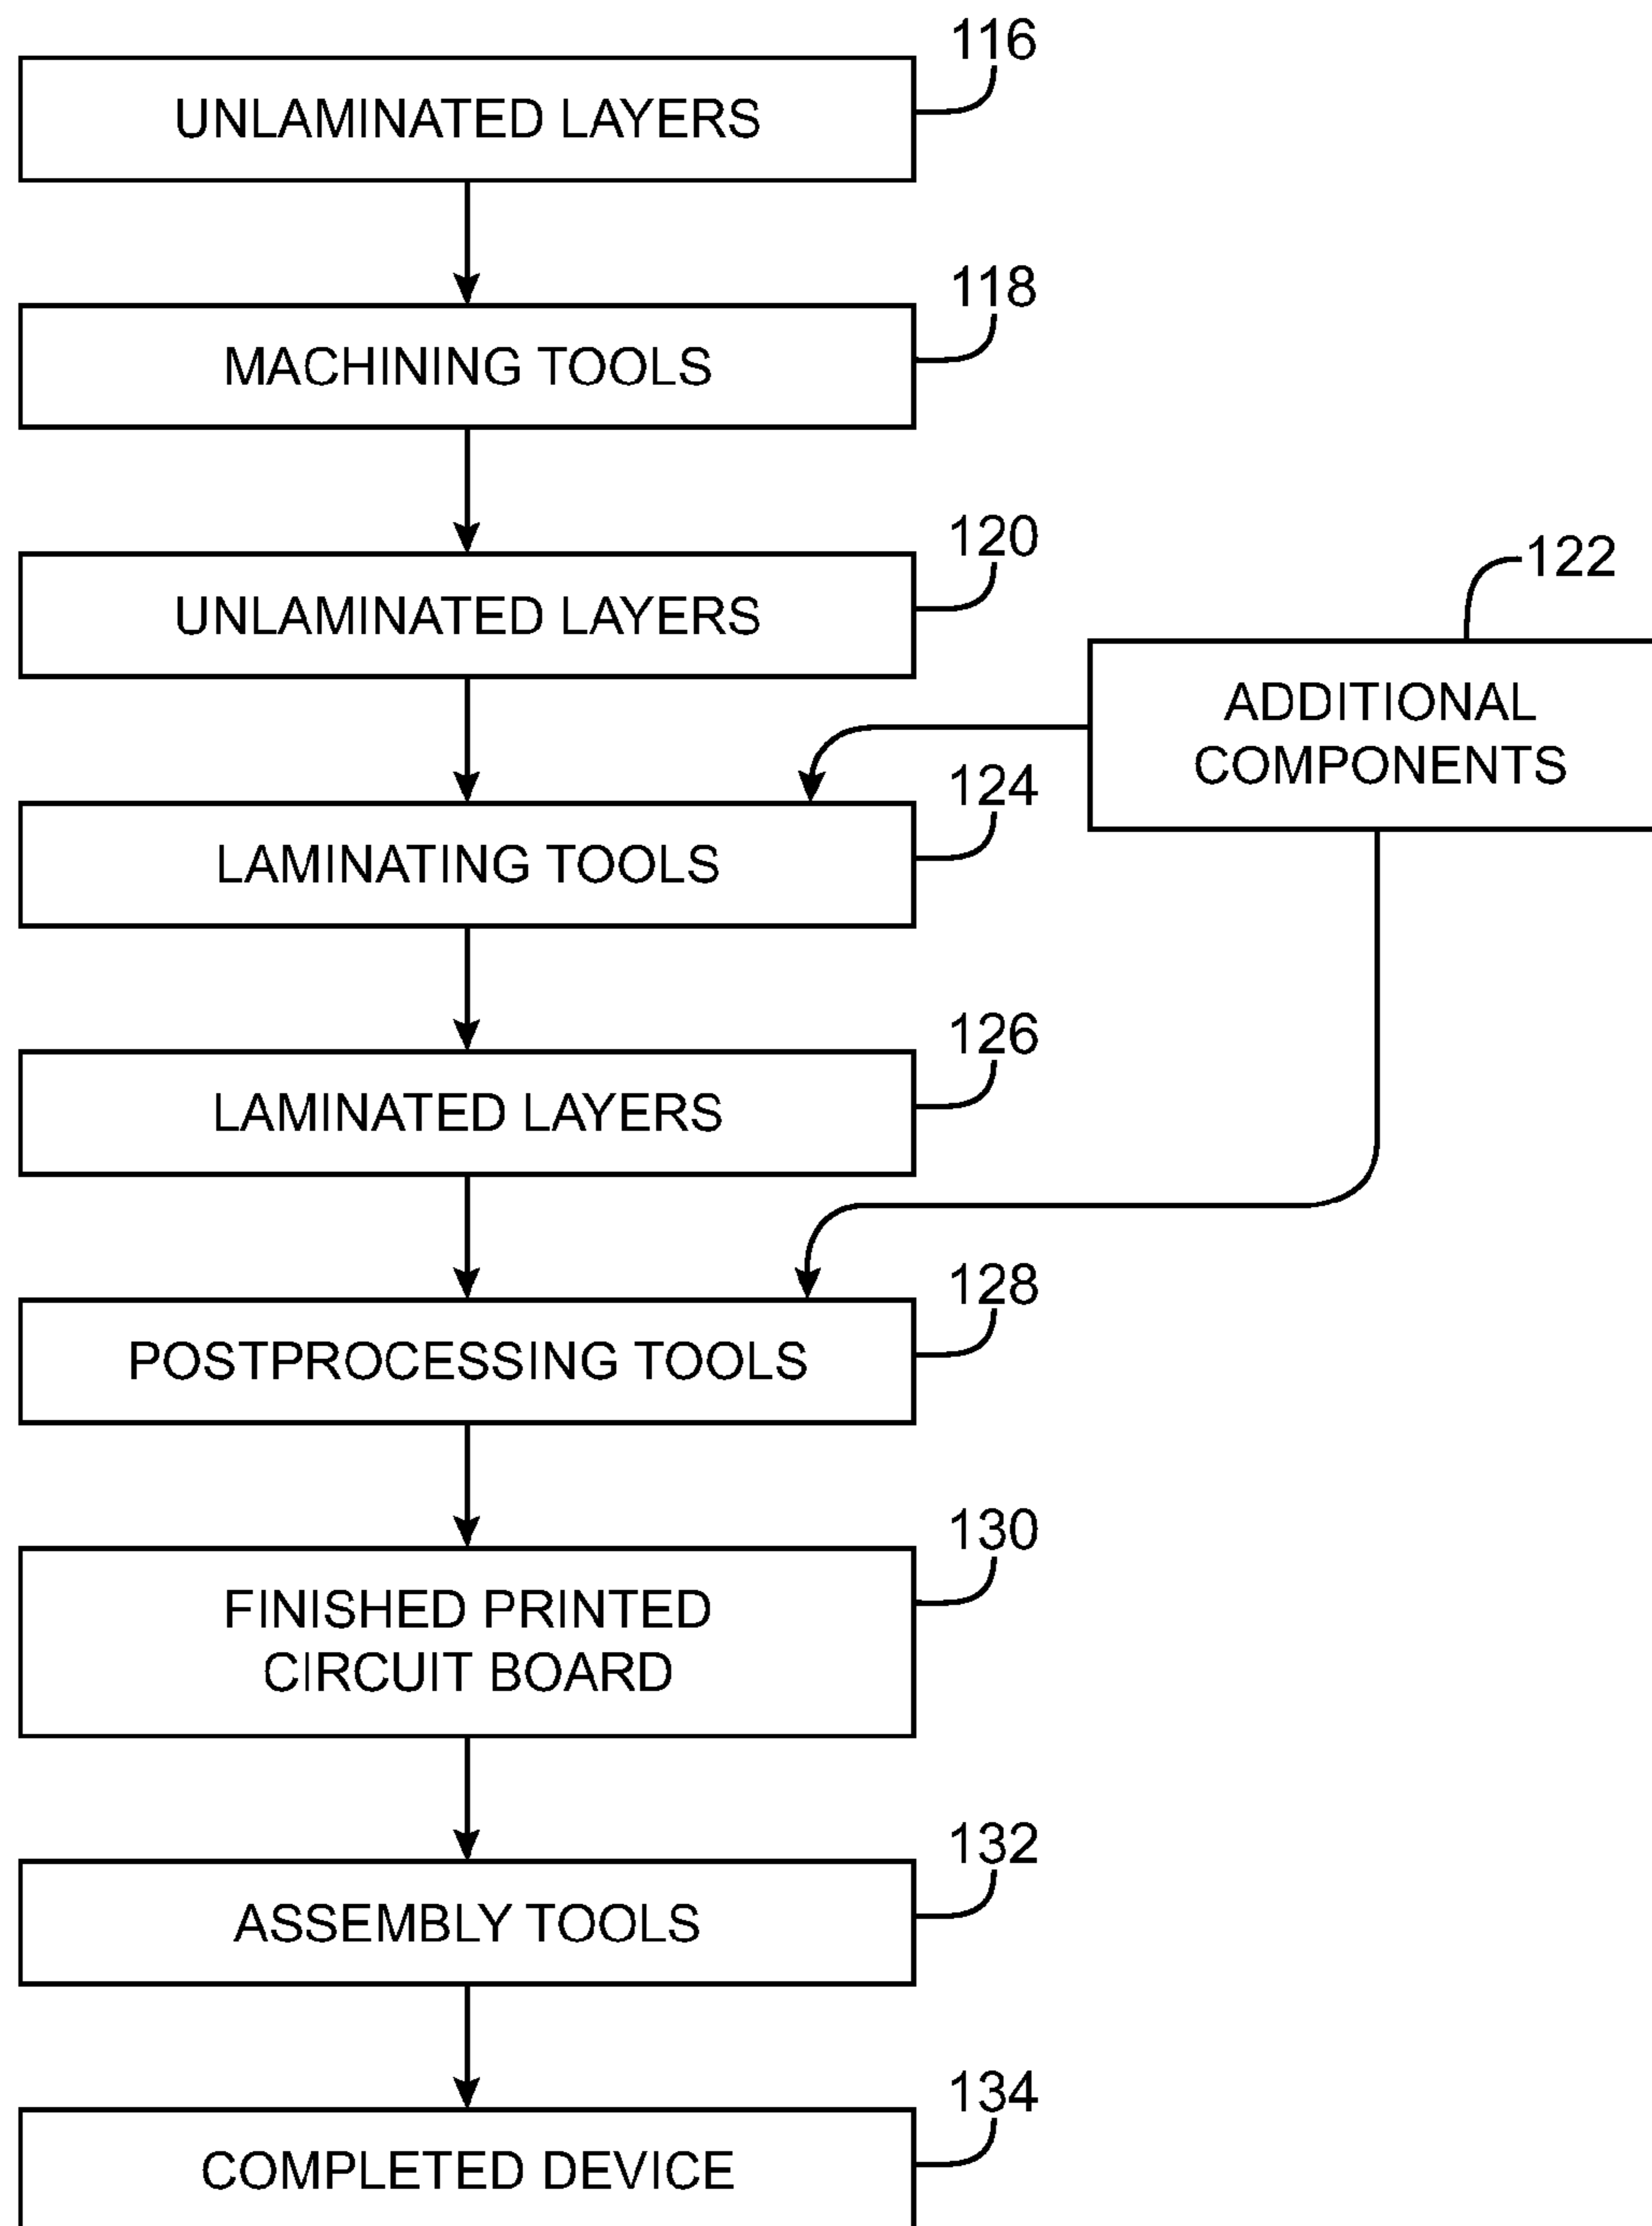 116
UNLAMINATED LAYERS
118
MACHINING TOOLS
120
UNLAMINATED LAYERS
122
ADDITIONAL
COMPONENTS
124
LAMINATING TOOLS
126
LAMINATED LAYERS
128
POSTPROCESSING TOOLS
130
FINISHED PRINTED
CIRCUIT BOARD
132
ASSEMBLY TOOLS
134
COMPLETED DEVICE